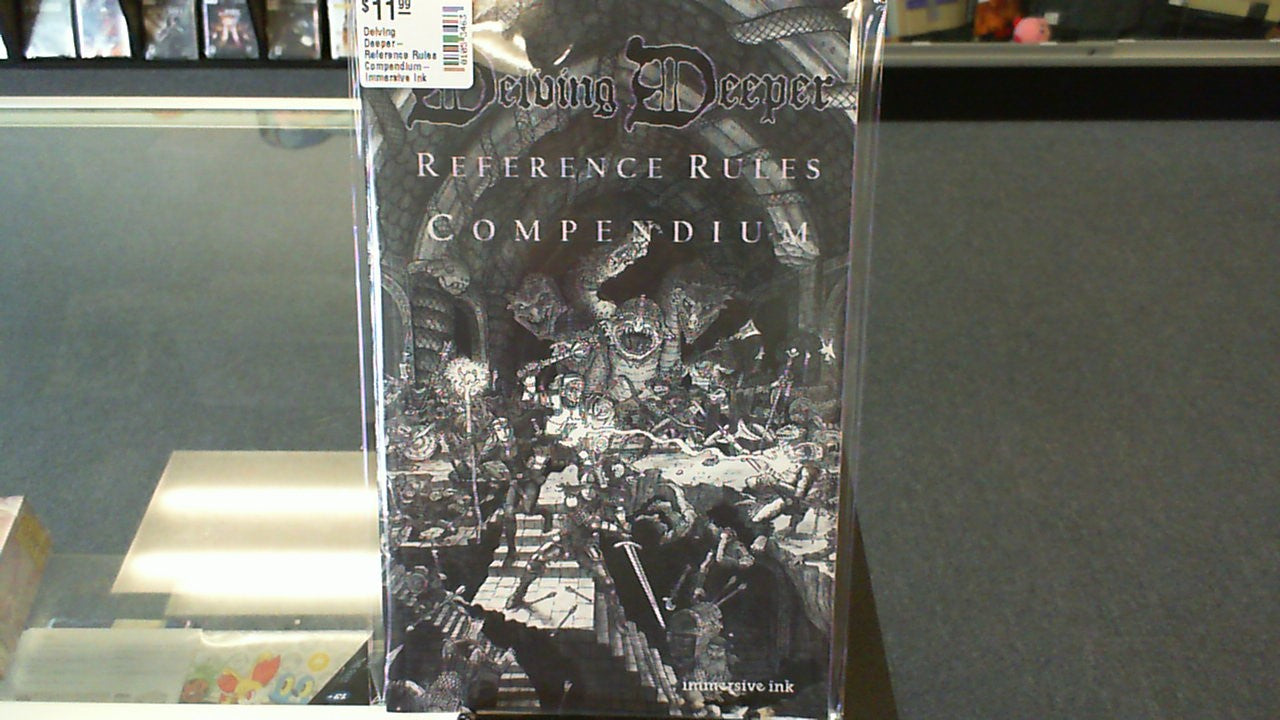 $11.99
Delving
Deeper—
Reference Rules
Compendium—
Immersive Ink
Delving Deeper
REFERENCE RULES
COMPENDIUM
immersive ink